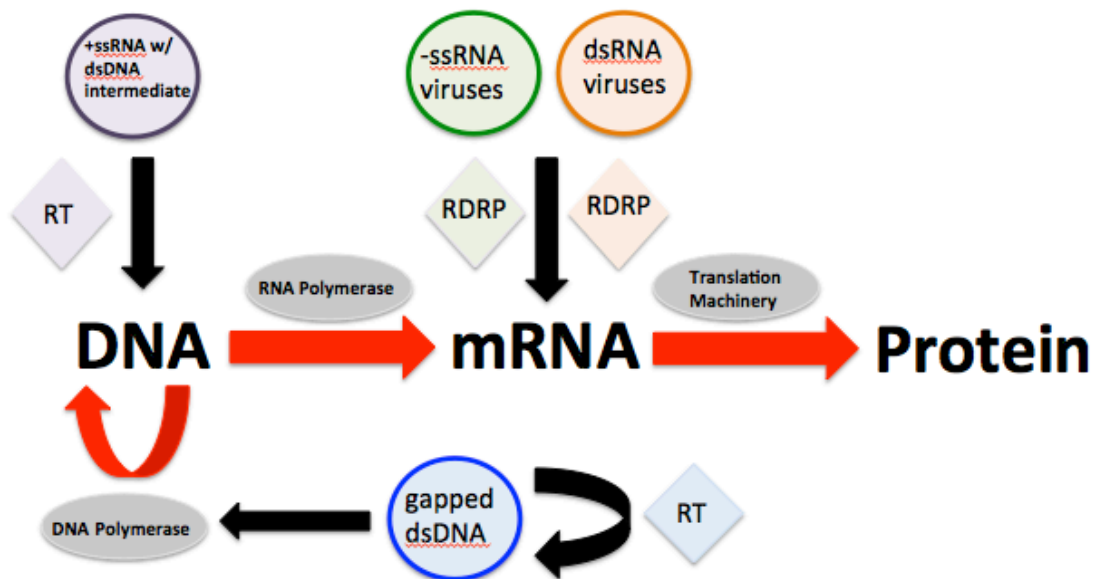 +ssRNA w/
dsDNA
intermediate
-ssRNA
viruses
dsRNA
viruses
RT
RDRP
RDRP
RNA Polymerase
Translation
Machinery
DNA
mRNA
Protein
DNA Polymerase
gapped
dsDNA
RT